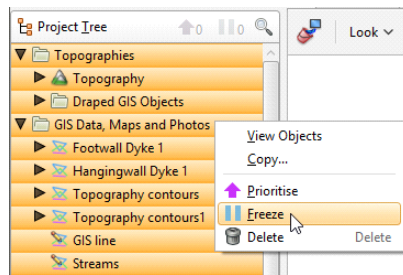 Project Tree 0 0 Look
Topographies
Topography
Draped GIS Objects
GIS Data, Maps and Photos
Footwall Dyke 1
Hangingwall Dyke 1
Topography contours
Topography contours1
GIS line
Streams
View Objects
Copy...
Prioritise
Freeze
Delete Delete